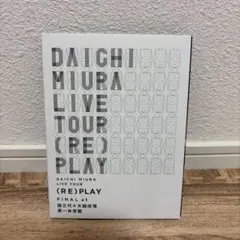 DAICHI
MIURA
LIVE
TOUR
(RE)
PLAY
DAICHI MIURA
LIVE TOUR
(RE)PLAY
FINAL at
国立代々木競技場
第一体育館